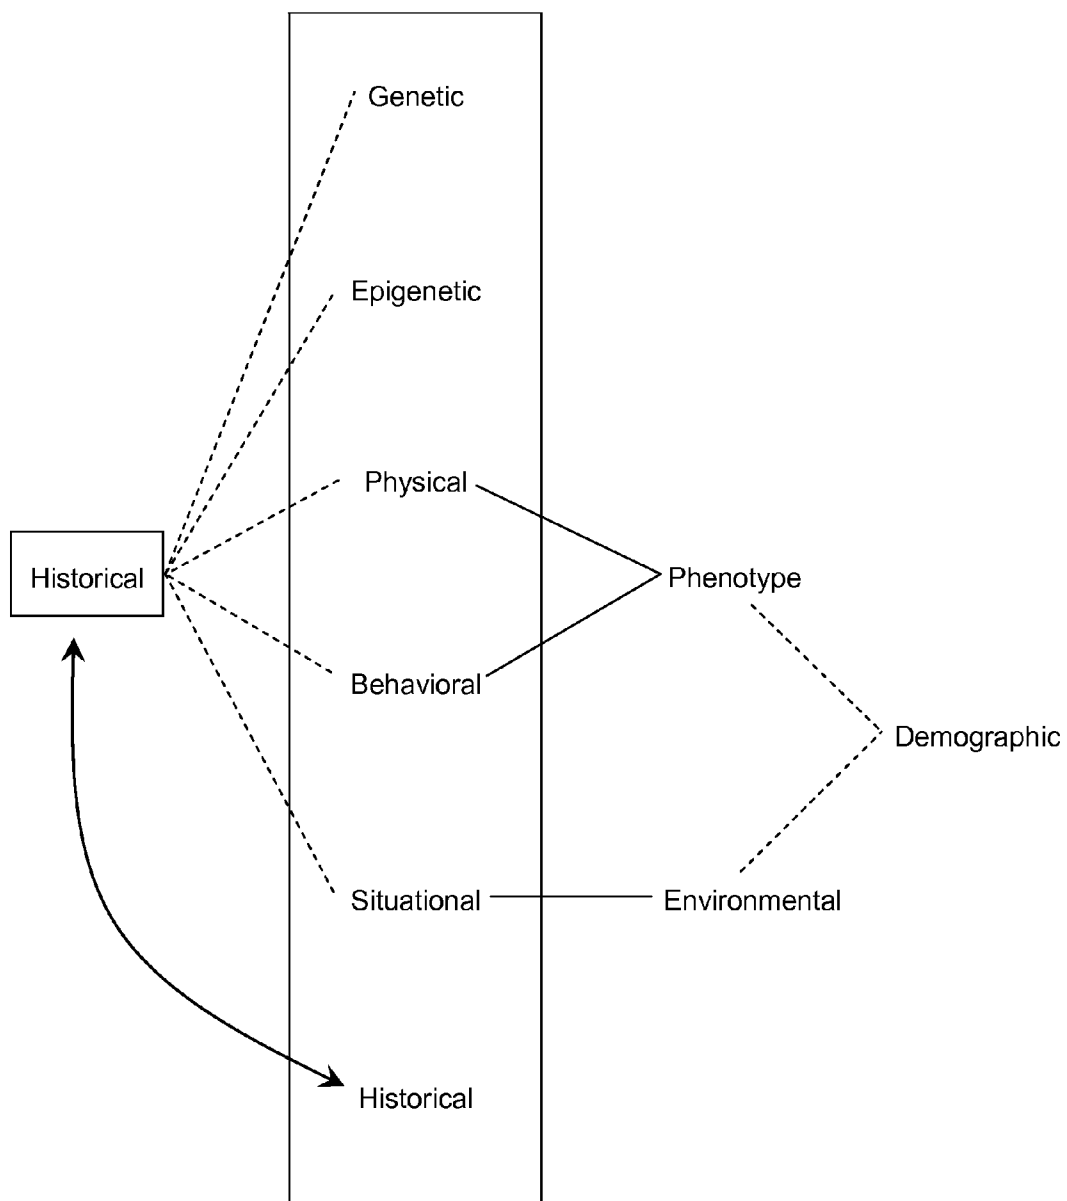 Genetic
Epigenetic
Physical
Historical
Phenotype
Behavioral
Demographic
Situational
Environmental
Historical